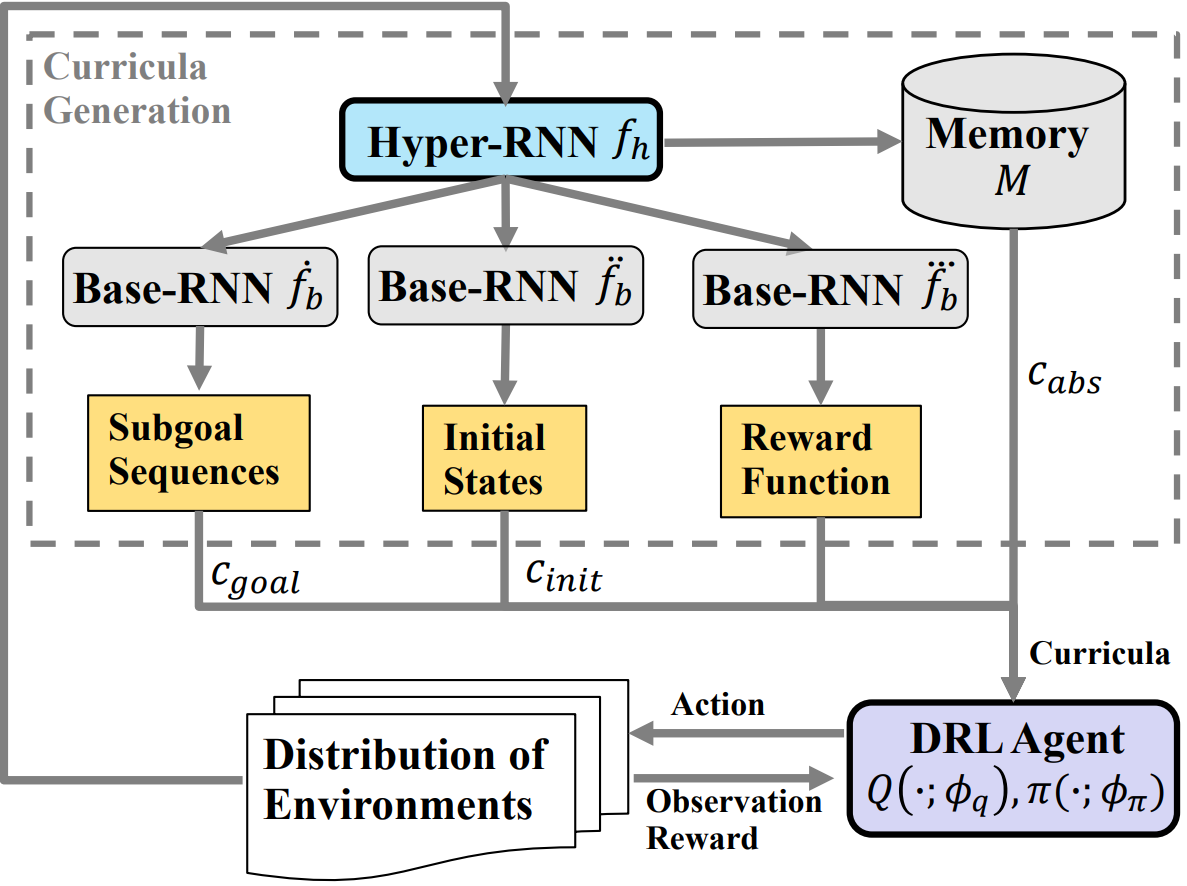 Curricula
Generation
Hyper-RNN $f_h$
Memory
$M$
Base-RNN $\dot{f}_b$
Base-RNN $\ddot{f}_b$
Base-RNN $\dddot{f}_b$
$c_{abs}$
Subgoal
Sequences
Initial
States
Reward
Function
$c_{goal}$
$c_{init}$
Curricula
Action
Distribution of
Environments
Observation
Reward
DRL Agent
$Q(\cdot; \phi_q), \pi(\cdot; \phi_\pi)$